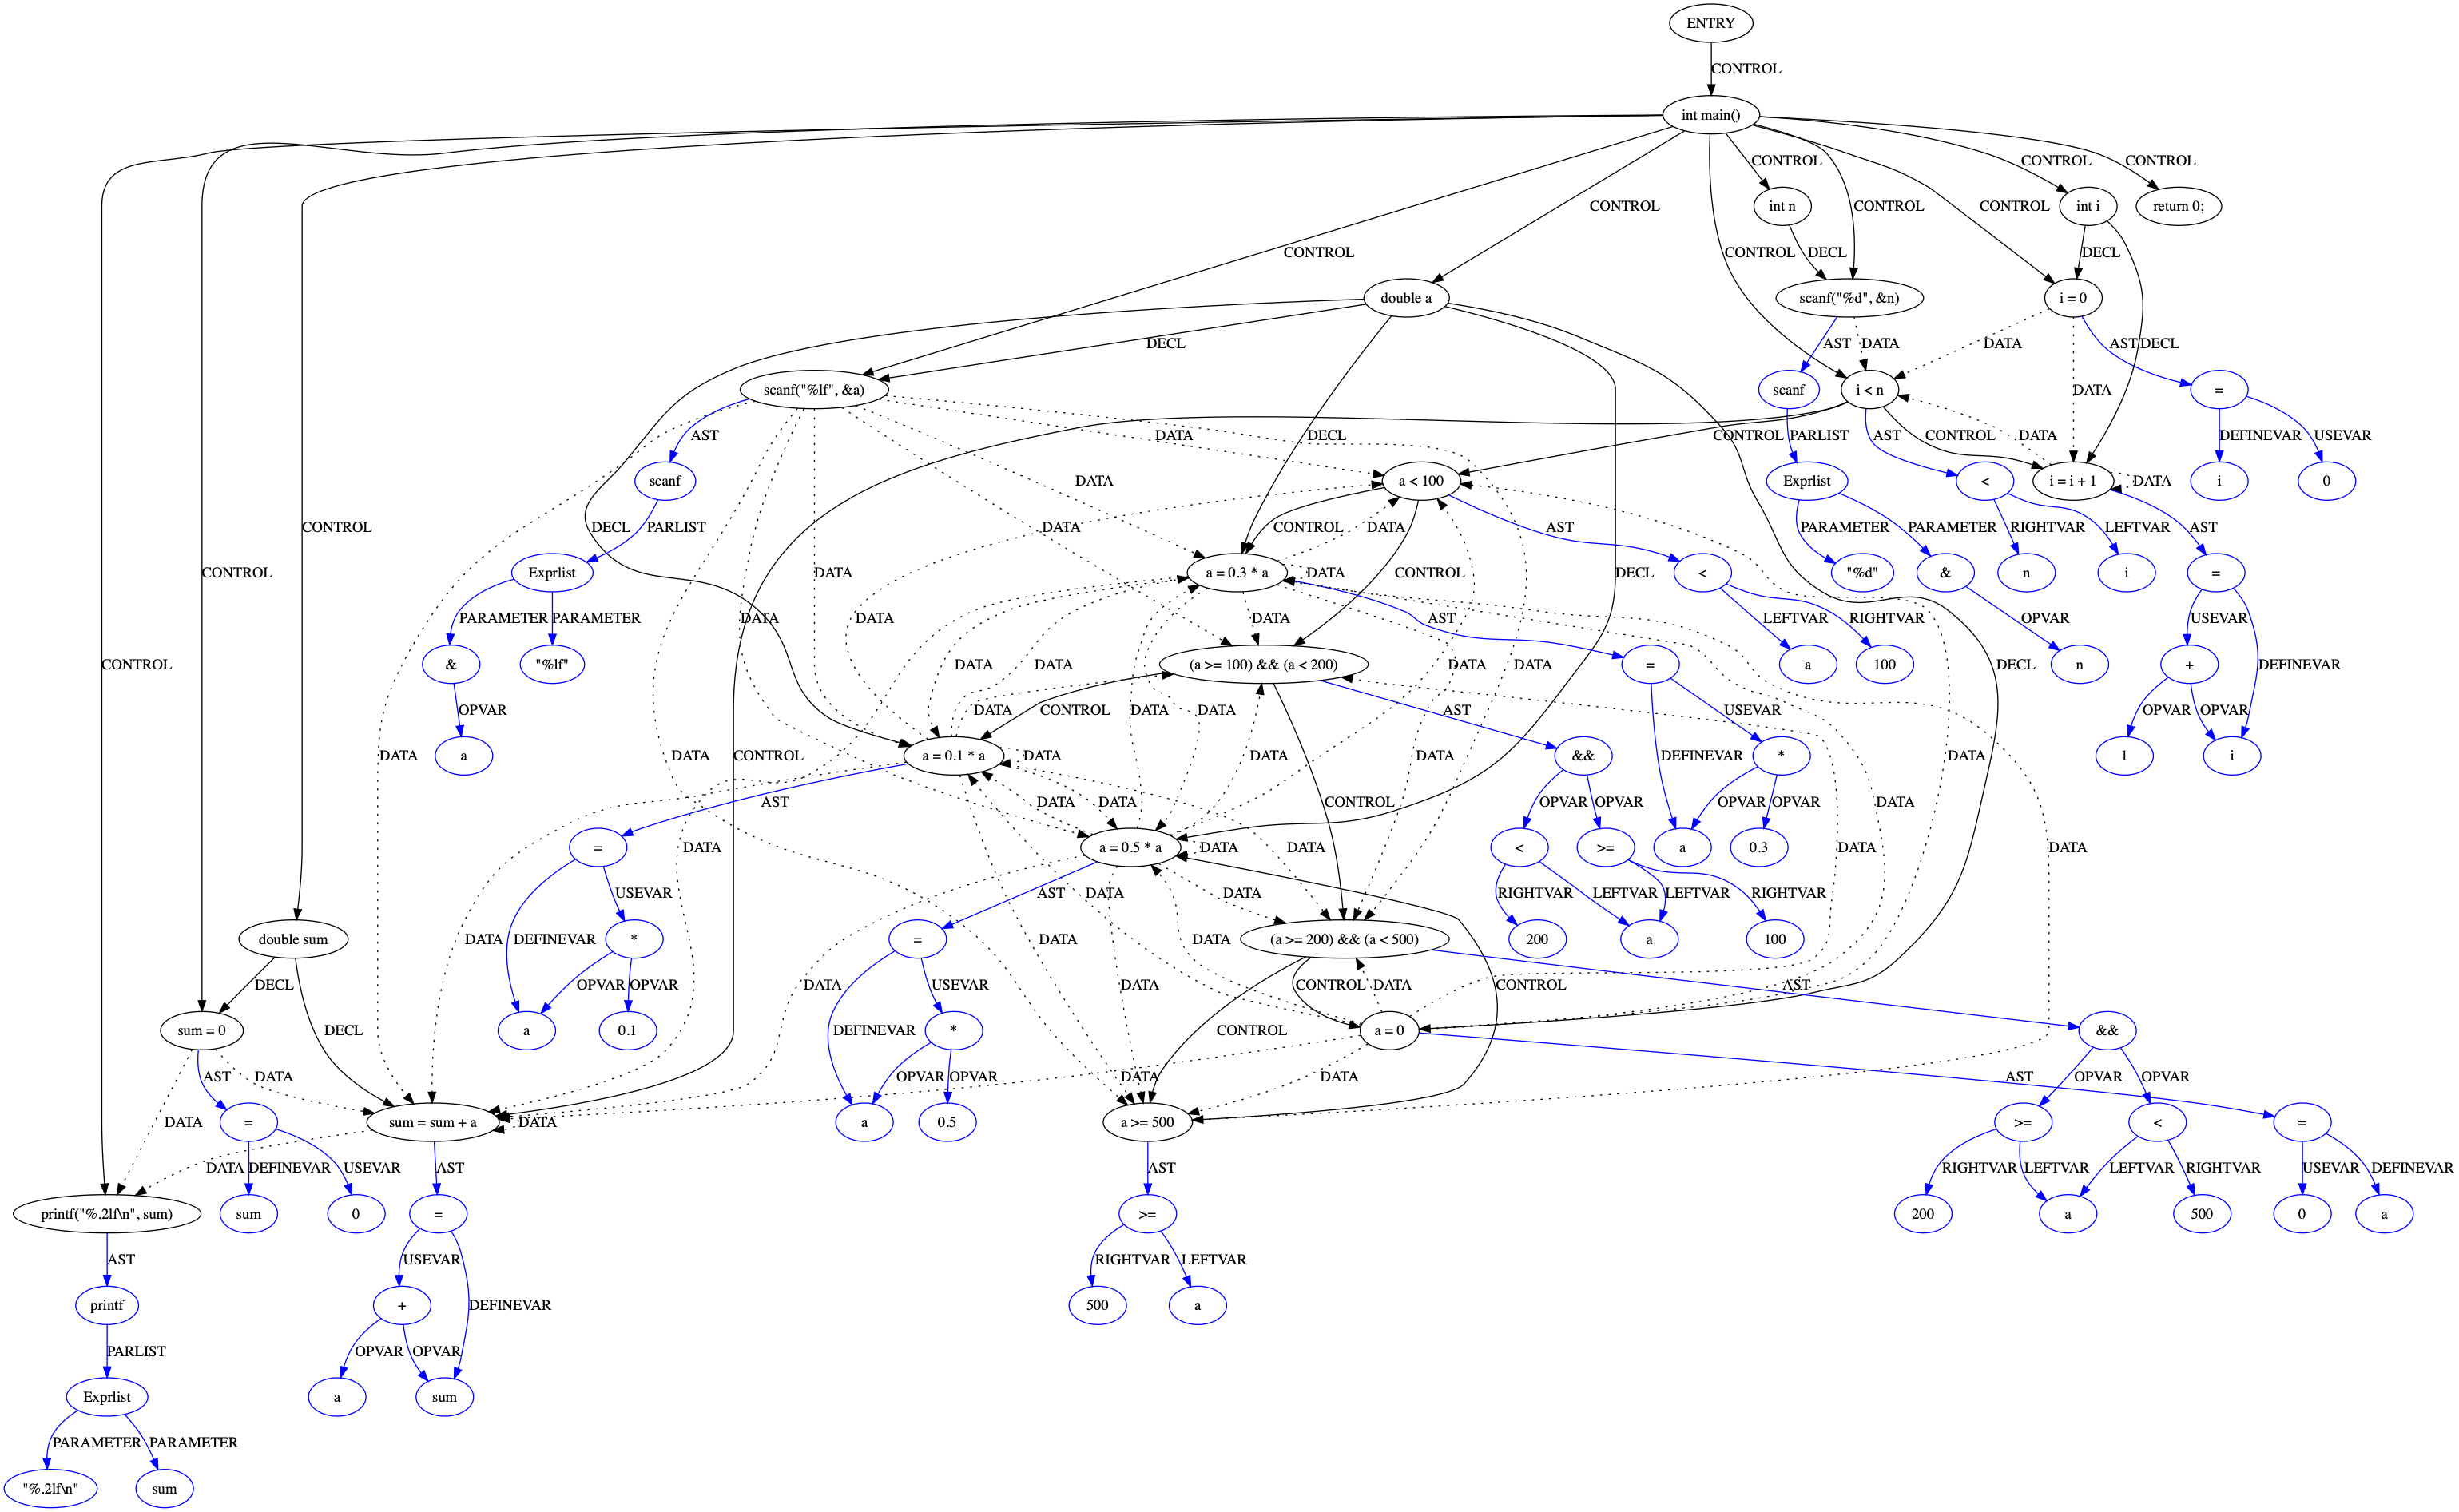 ENTRY
CONTROL
int main()
CONTROL CONTROL CONTROL
CONTROL int n CONTROL CONTROL int i return 0;
CONTROL CONTROL DECL DECL
double a scanf("%d", &n) i = 0
DECL AST DATA DATA AST DECL
scanf("%lf", &a) scanf i < n =
AST DATA CONTROL PARLIST AST CONTROL DATA DEFINEVAR USEVAR
DATA DECL DATA
scanf a < 100 Exprlist < i = i + 1 DATA i 0
CONTROL DECL PARLIST DATA CONTROL AST PARAMETER PARAMETER RIGHTVAR LEFTVAR AST
CONTROL Exprlist DATA a = 0.3 * a DATA DECL < "%d" & n i =
PARAMETER PARAMETER DATA DATA AST LEFTVAR RIGHTVAR OPVAR USEVAR
CONTROL & "%lf" DATA DATA (a >= 100) && (a < 200) DATA DATA = DECL a 100 n + DEFINEVAR
OPVAR DATA CONTROL DATA DATA AST USEVAR OPVAR OPVAR
DATA a DATA CONTROL a = 0.1 * a DATA DATA DATA && DEFINEVAR * DATA 1 i
AST DATA DATA CONTROL OPVAR OPVAR OPVAR OPVAR DATA
= DATA a = 0.5 * a DATA < >= a 0.3 DATA DATA
USEVAR AST DATA RIGHTVAR LEFTVAR LEFTVAR RIGHTVAR
double sum DATA DEFINEVAR * = DATA DATA (a >= 200) && (a < 500) 200 a 100
DECL OPVAR OPVAR DATA USEVAR DATA CONTROL DATA CONTROL AST
sum = 0 DECL a 0.1 DEFINEVAR * CONTROL a = 0 &&
AST DATA OPVAR OPVAR DATA DATA AST OPVAR OPVAR
DATA = sum = sum + a DATA a 0.5 a >= 500 >= < =
DATA DEFINEVAR USEVAR AST AST RIGHTVAR LEFTVAR LEFTVAR RIGHTVAR USEVAR DEFINEVAR
printf("%.2lf\n", sum) sum 0 = >= 200 a 500 0 a
AST USEVAR RIGHTVAR LEFTVAR
printf + DEFINEVAR 500 a
PARLIST OPVAR OPVAR
Exprlist a sum
PARAMETER PARAMETER
"%.2lf\n" sum